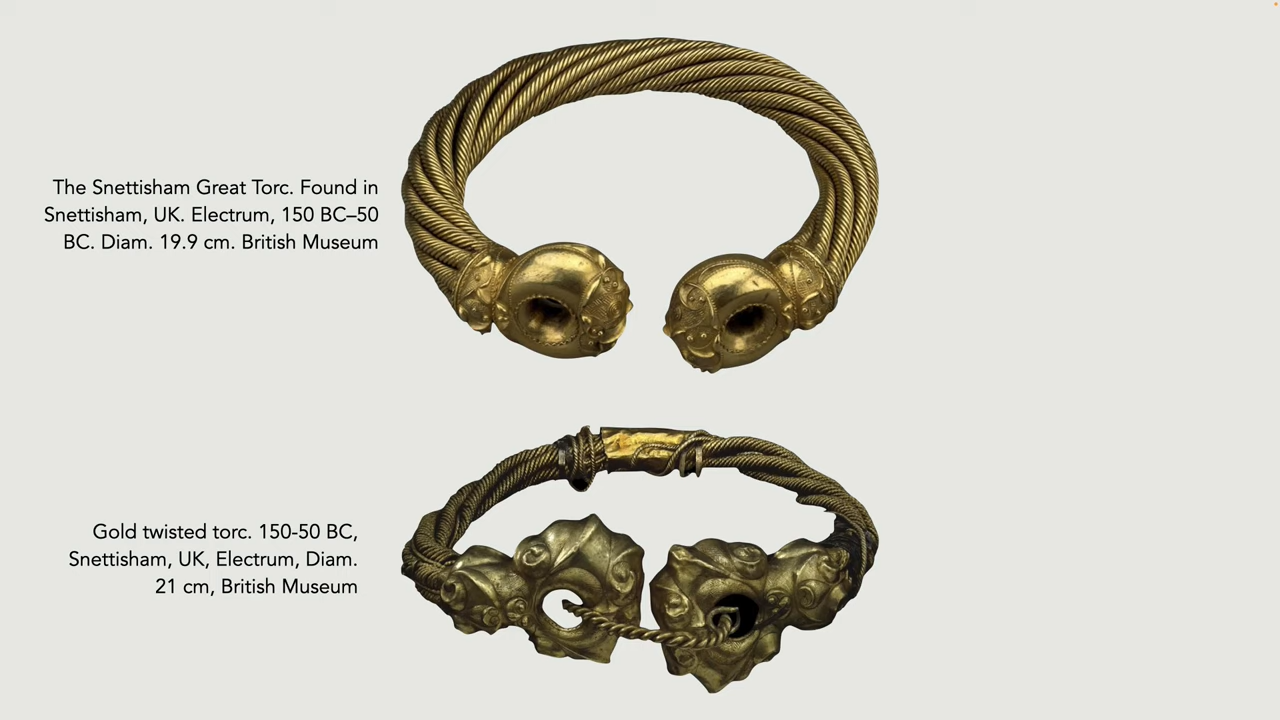 The Snettisham Great Torc. Found in
Snettisham, UK. Electrum, 150 BC–50
BC. Diam. 19.9 cm. British Museum
Gold twisted torc. 150-50 BC,
Snettisham, UK, Electrum, Diam.
21 cm, British Museum